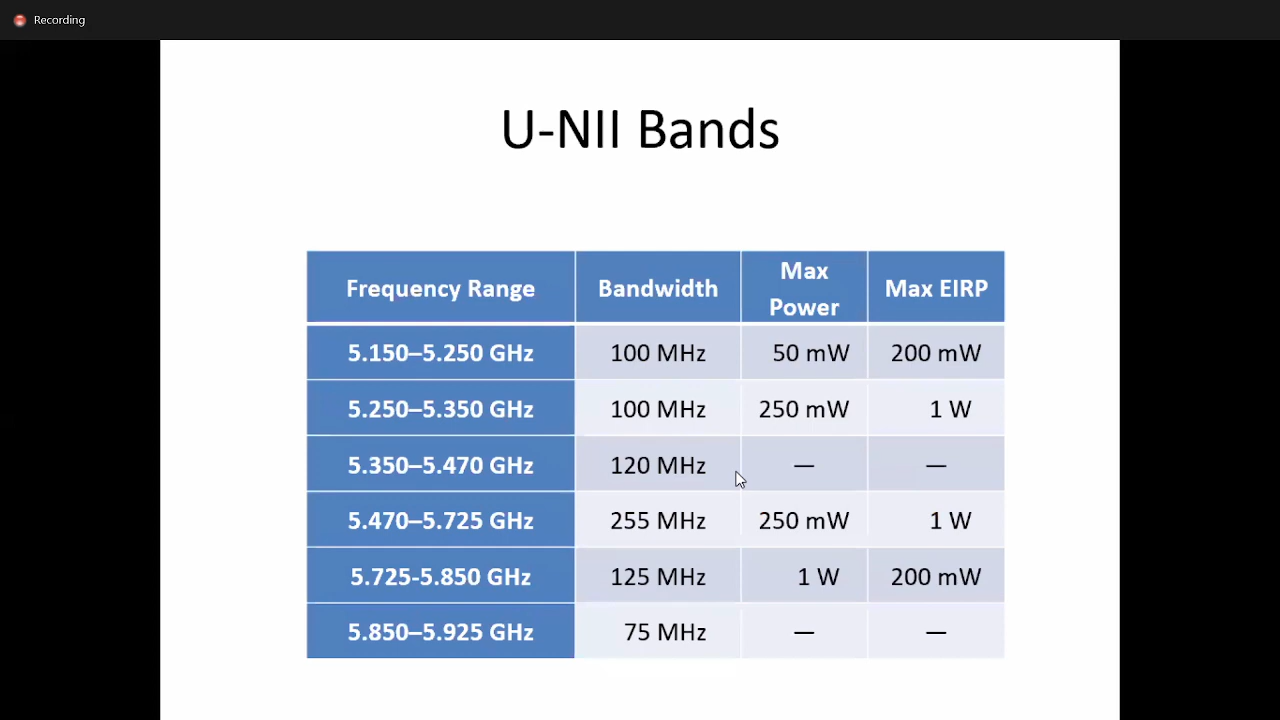 Recording
U-NII Bands
Frequency Range Bandwidth Max Power Max EIRP
5.150–5.250 GHz 100 MHz 50 mW 200 mW
5.250–5.350 GHz 100 MHz 250 mW 1 W
5.350–5.470 GHz 120 MHz — —
5.470–5.725 GHz 255 MHz 250 mW 1 W
5.725-5.850 GHz 125 MHz 1 W 200 mW
5.850–5.925 GHz 75 MHz — —